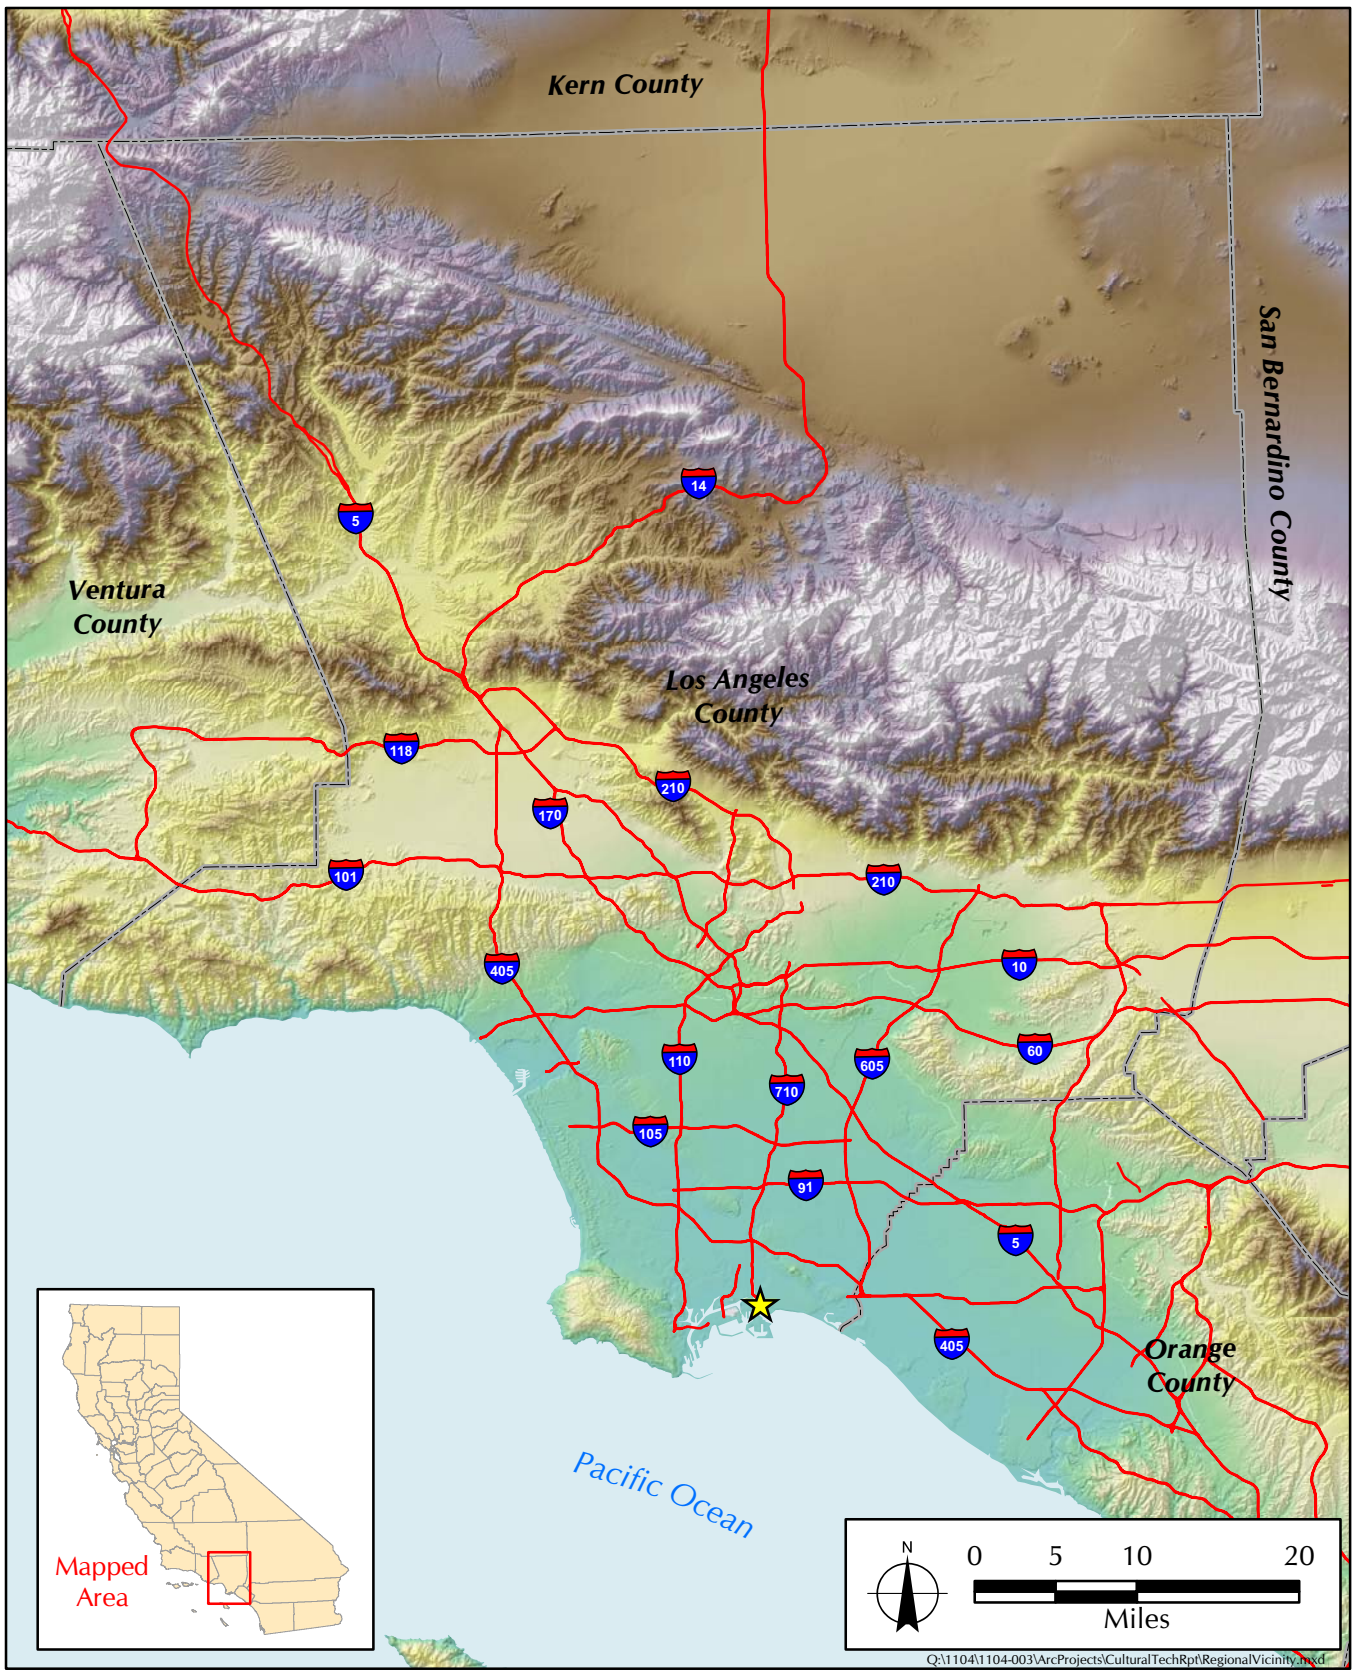 Kern County
San Bernardino County
14
5
Ventura
County
Los Angeles
County
118
210
170
101
210
405
10
110
60
605
710
105
91
5
405
Orange
County
Pacific Ocean
Mapped
Area
N
0 5 10 20
Miles
Q:\1104\1104-003\ArcProjects\CulturalTechRpt\RegionalVicinity.mxd